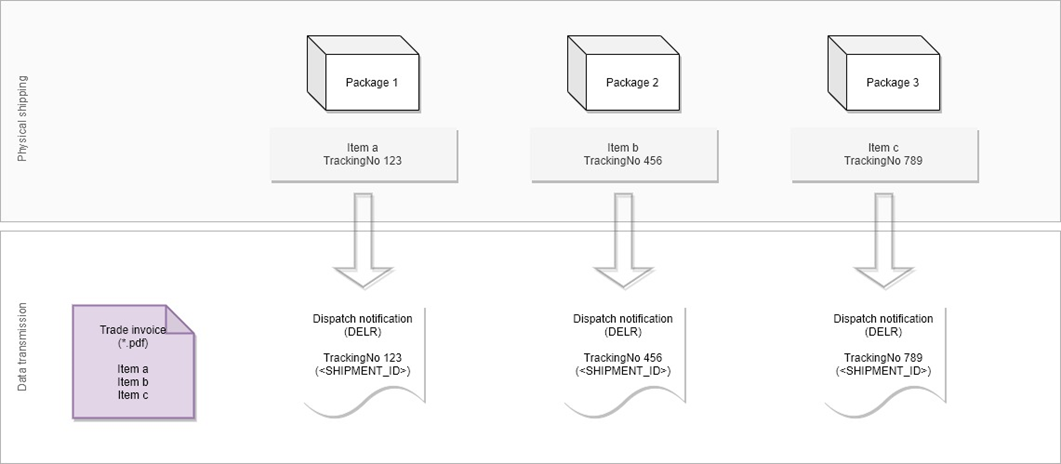 Physical shipping
Package 1
Package 2
Package 3
Item a
TrackingNo 123
Item b
TrackingNo 456
Item c
TrackingNo 789
Data transmission
Trade invoice
(*.pdf)
Item a
Item b
Item c
Dispatch notification
(DELR)
TrackingNo 123
(<SHIPMENT_ID>)
Dispatch notification
(DELR)
TrackingNo 456
(<SHIPMENT_ID>)
Dispatch notification
(DELR)
TrackingNo 789
(<SHIPMENT_ID>)